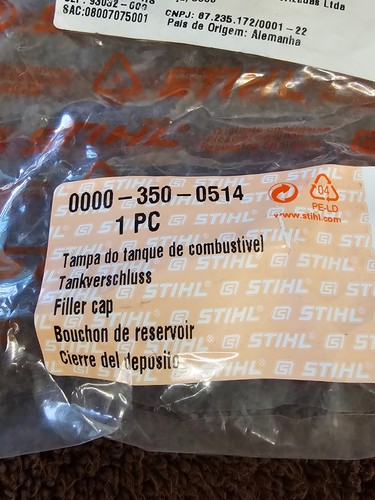 SAC:08007075001
CNPJ: 87.235.172/0001-22
País de Origem: Alemanha
STIHL
0000-350-0514
1 PC
04
PE-LD
www.stihl.com
Tampa do tanque de combustível
Tankverschluss
Filler cap
Bouchon de reservoir
Cierre del deposito
STIHL